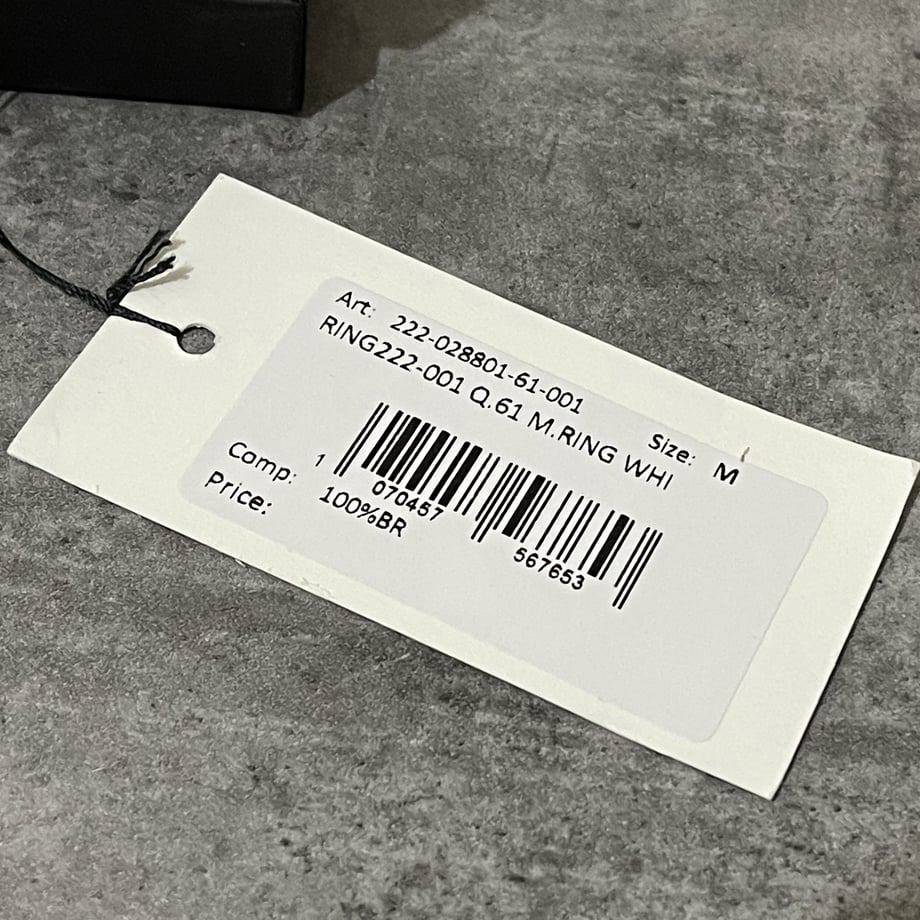 Art: 222-028801-61-001
RING222-001 Q.61 M.RING WHI
Size: M
1 070457 567653
Comp: 100%BR
Price: